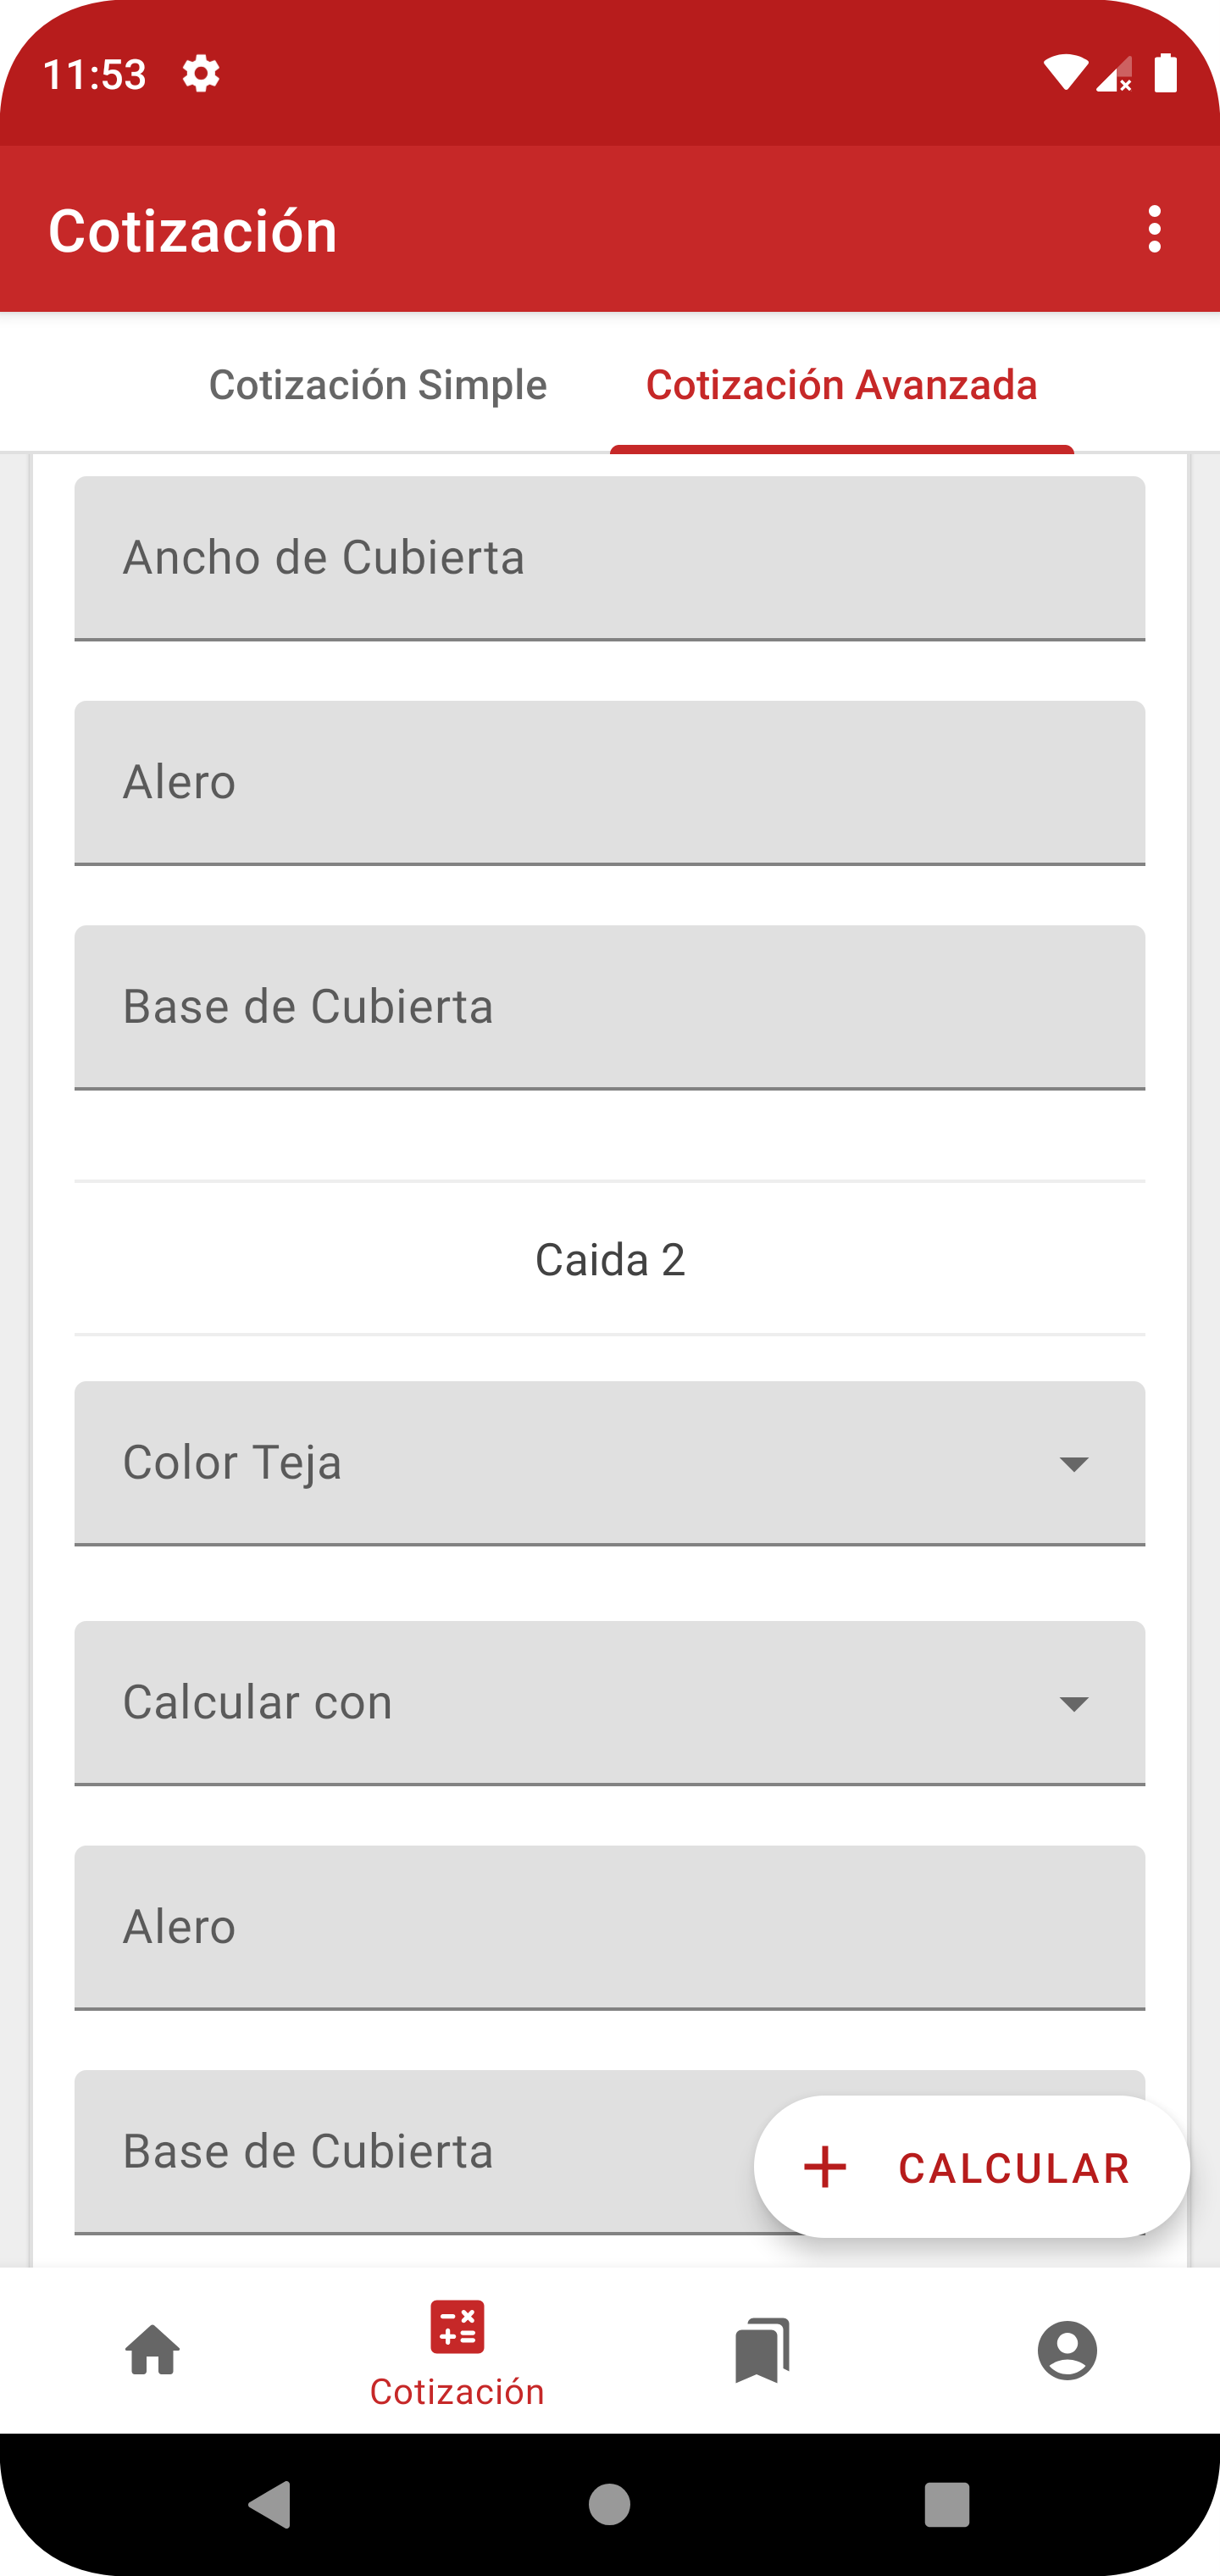 11:53
Cotización
Cotización Simple
Cotización Avanzada
Ancho de Cubierta
Alero
Base de Cubierta
Caida 2
Color Teja
Calcular con
Alero
Base de Cubierta
CALCULAR
Cotización